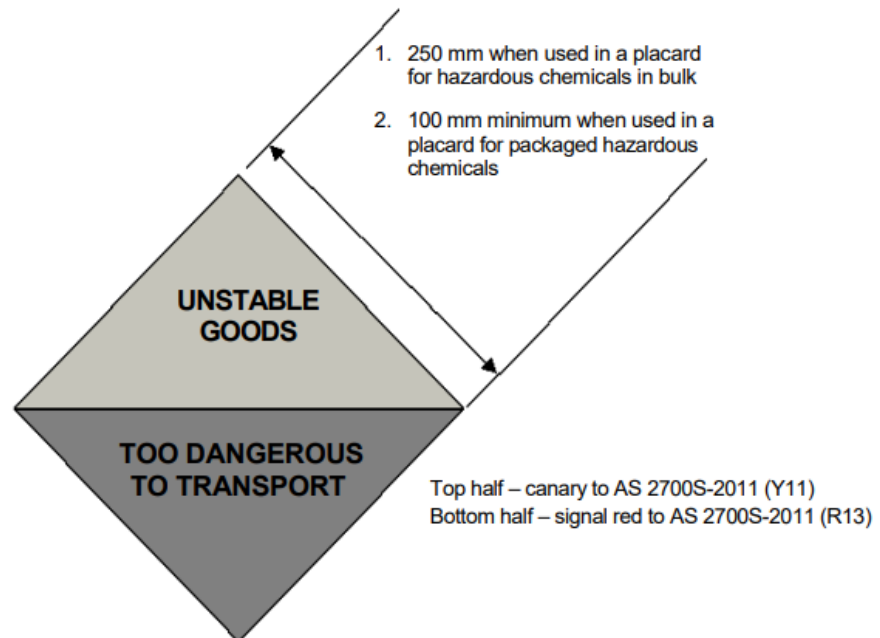 1. 250 mm when used in a placard
for hazardous chemicals in bulk
2. 100 mm minimum when used in a
placard for packaged hazardous
chemicals
UNSTABLE
GOODS
TOO DANGEROUS
TO TRANSPORT
Top half – canary to AS 2700S-2011 (Y11)
Bottom half – signal red to AS 2700S-2011 (R13)